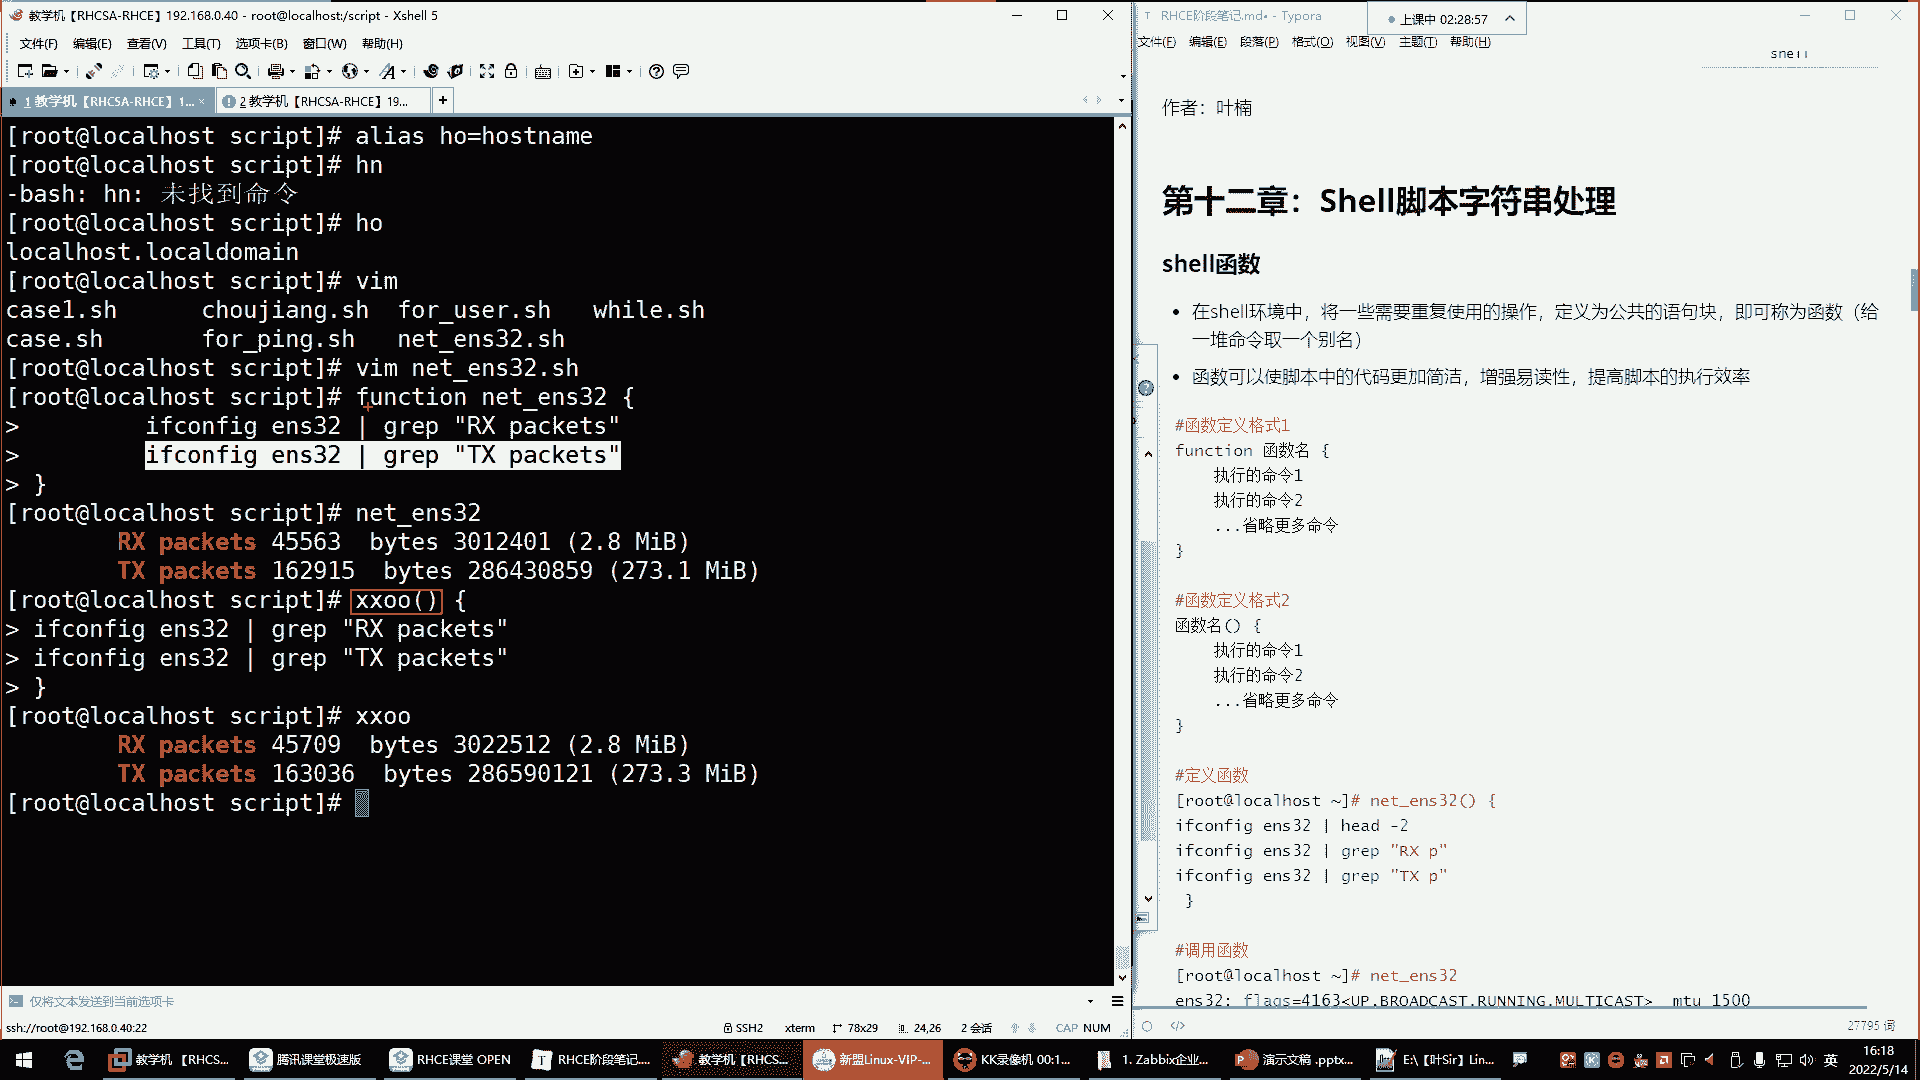 教学机【RHCSA-RHCE】192.168.0.40 - root@localhost:/script - Xshell 5
文件(F) 编辑(E) 查看(V) 工具(T) 选项卡(B) 窗口(W) 帮助(H)
1 教学机【RHCSA-RHCE】1... × 2 教学机【RHCSA-RHCE】19... +
[root@localhost script]# alias ho=hostname
[root@localhost script]# hn
-bash: hn: 未找到命令
[root@localhost script]# ho
localhost.localdomain
[root@localhost script]# vim
case1.sh choujiang.sh for_user.sh while.sh
case.sh for_ping.sh net_ens32.sh
[root@localhost script]# vim net_ens32.sh
[root@localhost script]# function net_ens32 {
> ifconfig ens32 | grep "RX packets"
> ifconfig ens32 | grep "TX packets"
> }
[root@localhost script]# net_ens32
RX packets 45563 bytes 3012401 (2.8 MiB)
TX packets 162915 bytes 286430859 (273.1 MiB)
[root@localhost script]# xxoo() {
> ifconfig ens32 | grep "RX packets"
> ifconfig ens32 | grep "TX packets"
> }
[root@localhost script]# xxoo
RX packets 45709 bytes 3022512 (2.8 MiB)
TX packets 163036 bytes 286590121 (273.3 MiB)
[root@localhost script]#
仅将文本发送到当前选项卡
ssh://root@192.168.0.40:22 SSH2 xterm 78x29 24,26 2 会话 CAP NUM
RHCE阶段笔记.md• - Typora
上课中 02:28:57
文件(F) 编辑(E) 段落(P) 格式(O) 视图(V) 主题(T) 帮助(H)
shell
作者：叶楠
第十二章：Shell脚本字符串处理
shell函数
• 在shell环境中，将一些需要重复使用的操作，定义为公共的语句块，即可称为函数（给
一堆命令取一个别名）
• 函数可以使脚本中的代码更加简洁，增强易读性，提高脚本的执行效率
#函数定义格式1
function 函数名 {
执行的命令1
执行的命令2
...省略更多命令
}
#函数定义格式2
函数名() {
执行的命令1
执行的命令2
...省略更多命令
}
#定义函数
[root@localhost ~]# net_ens32() {
ifconfig ens32 | head -2
ifconfig ens32 | grep "RX p"
ifconfig ens32 | grep "TX p"
}
#调用函数
[root@localhost ~]# net_ens32
ens32: flags=4163<UP,BROADCAST,RUNNING,MULTICAST> mtu 1500
27795 词
教学机 【RHCS... 腾讯课堂极速版 RHCE课堂 OPEN RHCE阶段笔记.... 教学机【RHCS... 新盟Linux-VIP-... KK录像机 00:1... 1. Zabbix企业... 演示文稿 .pptx... E:\【叶Sir】Lin... 英
16:18
2022/5/14